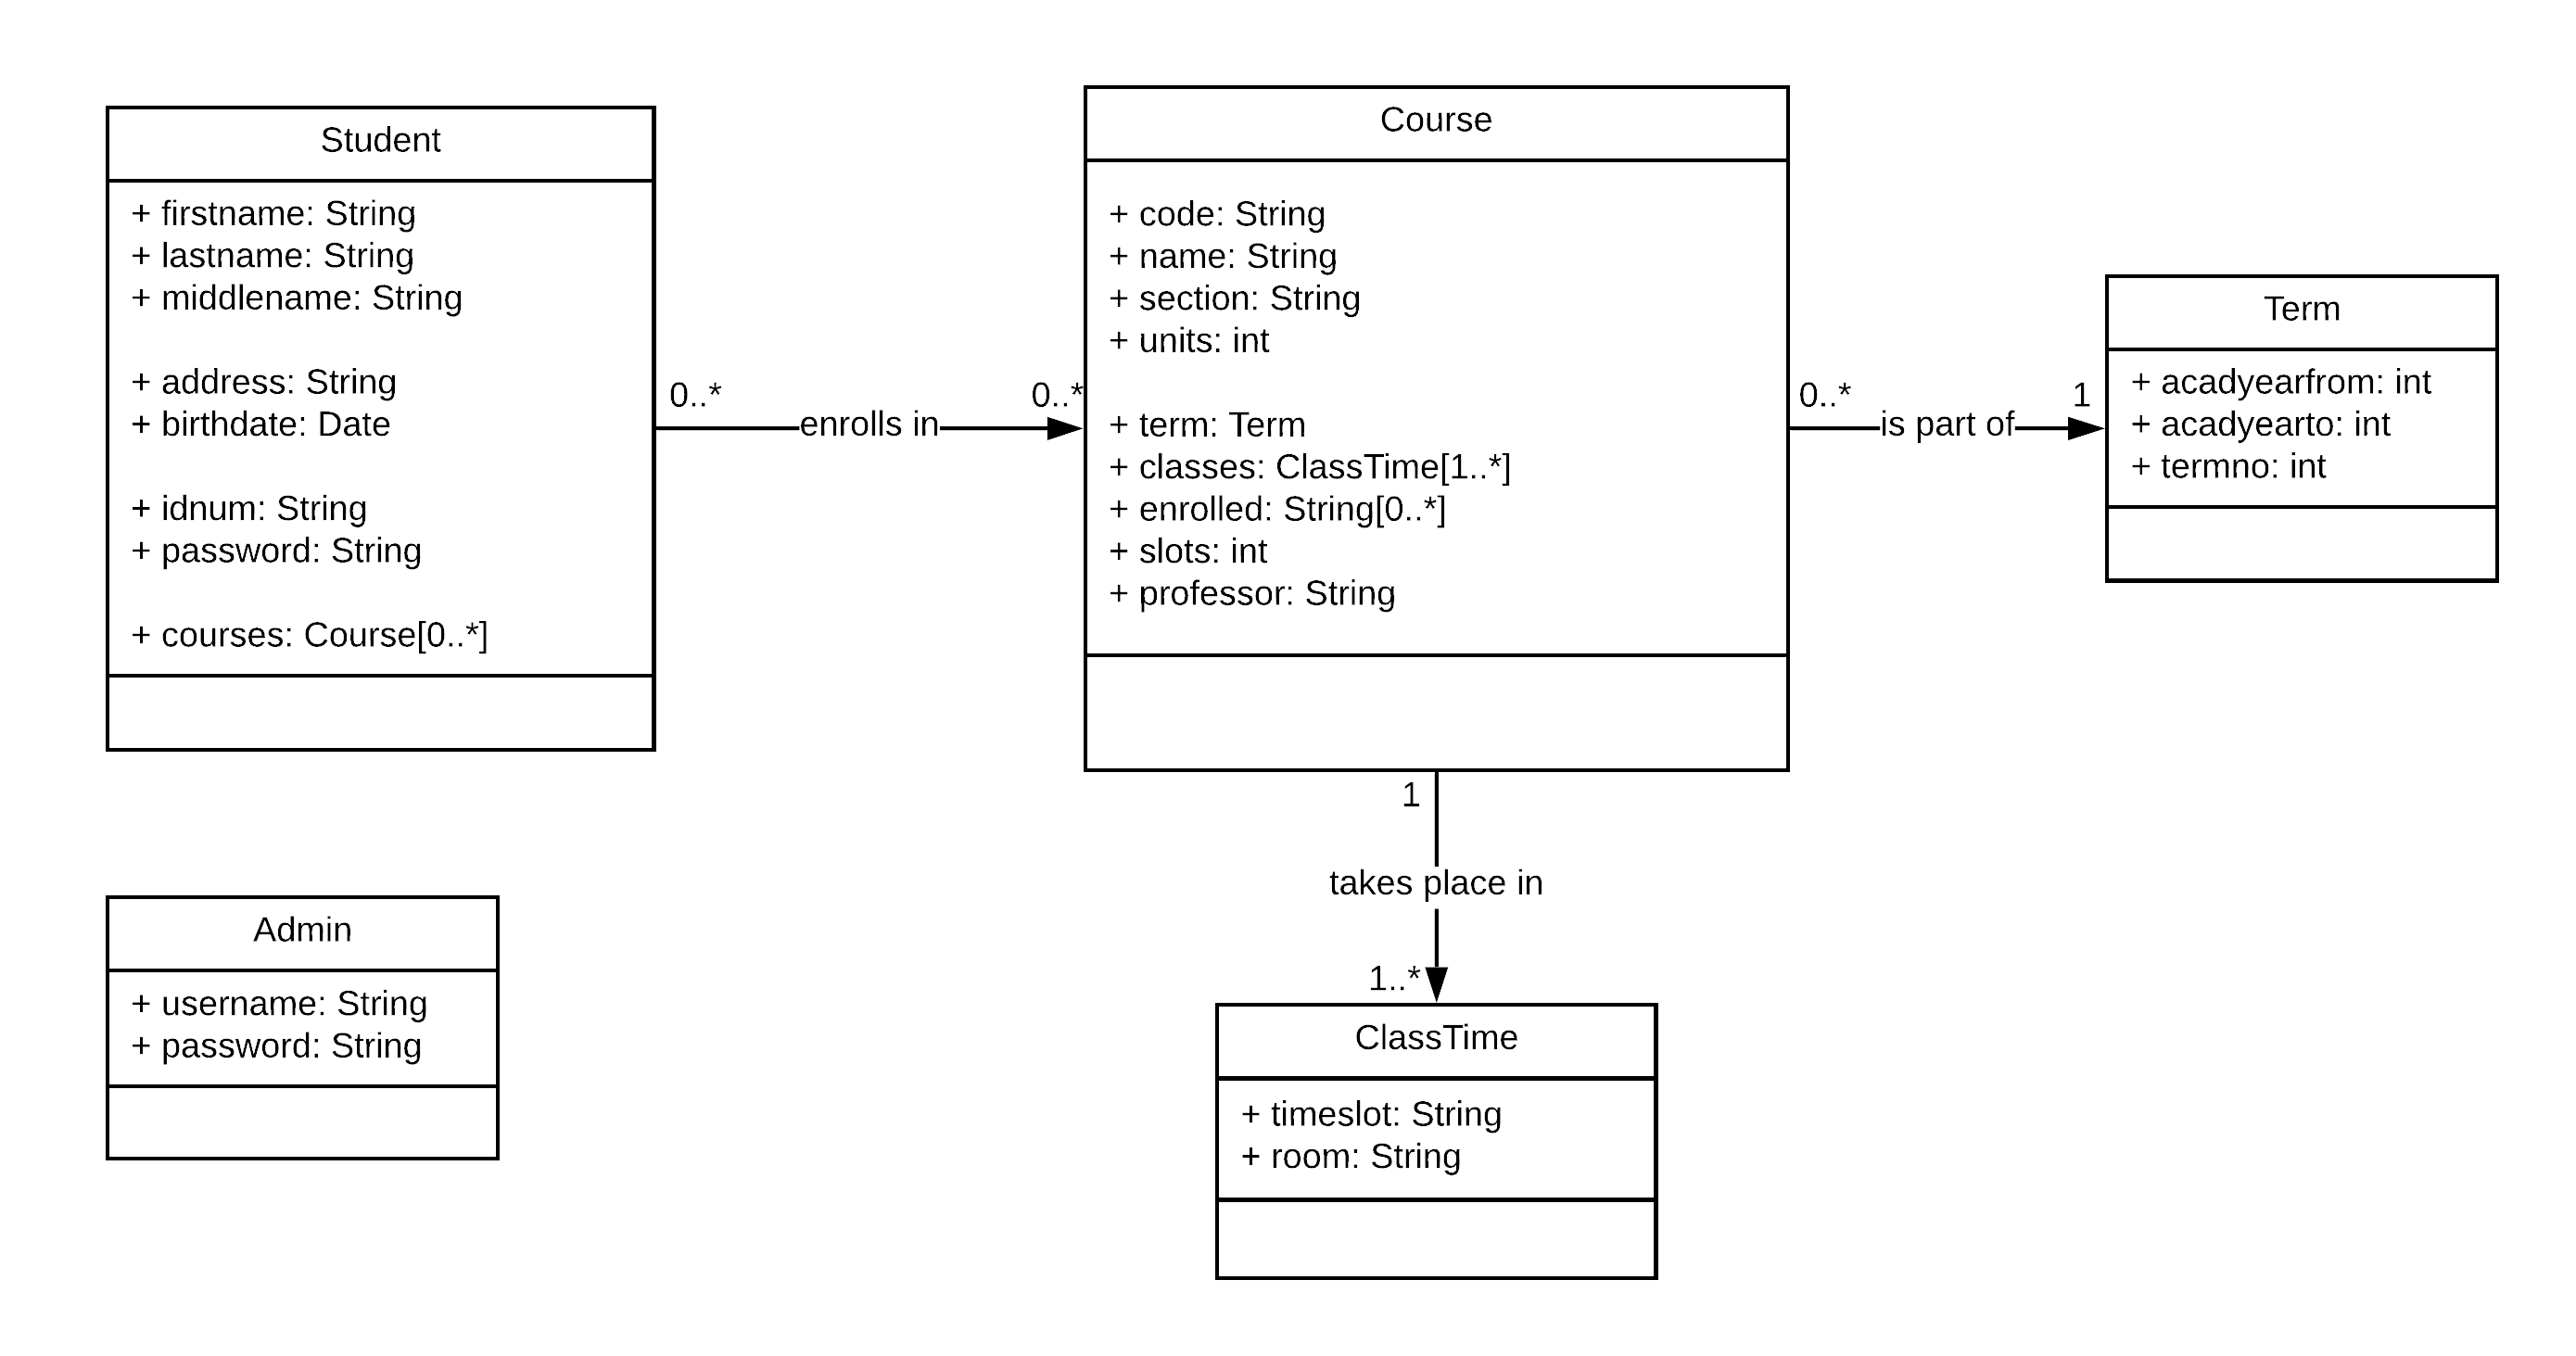 Student
+ firstname: String
+ lastname: String
+ middlename: String
+ address: String
+ birthdate: Date
+ idnum: String
+ password: String
+ courses: Course[0..*]
0..*
enrolls in
0..*
Course
+ code: String
+ name: String
+ section: String
+ units: int
+ term: Term
+ classes: ClassTime[1..*]
+ enrolled: String[0..*]
+ slots: int
+ professor: String
0..*
is part of
1
Term
+ acadyearfrom: int
+ acadyearto: int
+ termno: int
1
takes place in
1..*
Admin
+ username: String
+ password: String
ClassTime
+ timeslot: String
+ room: String